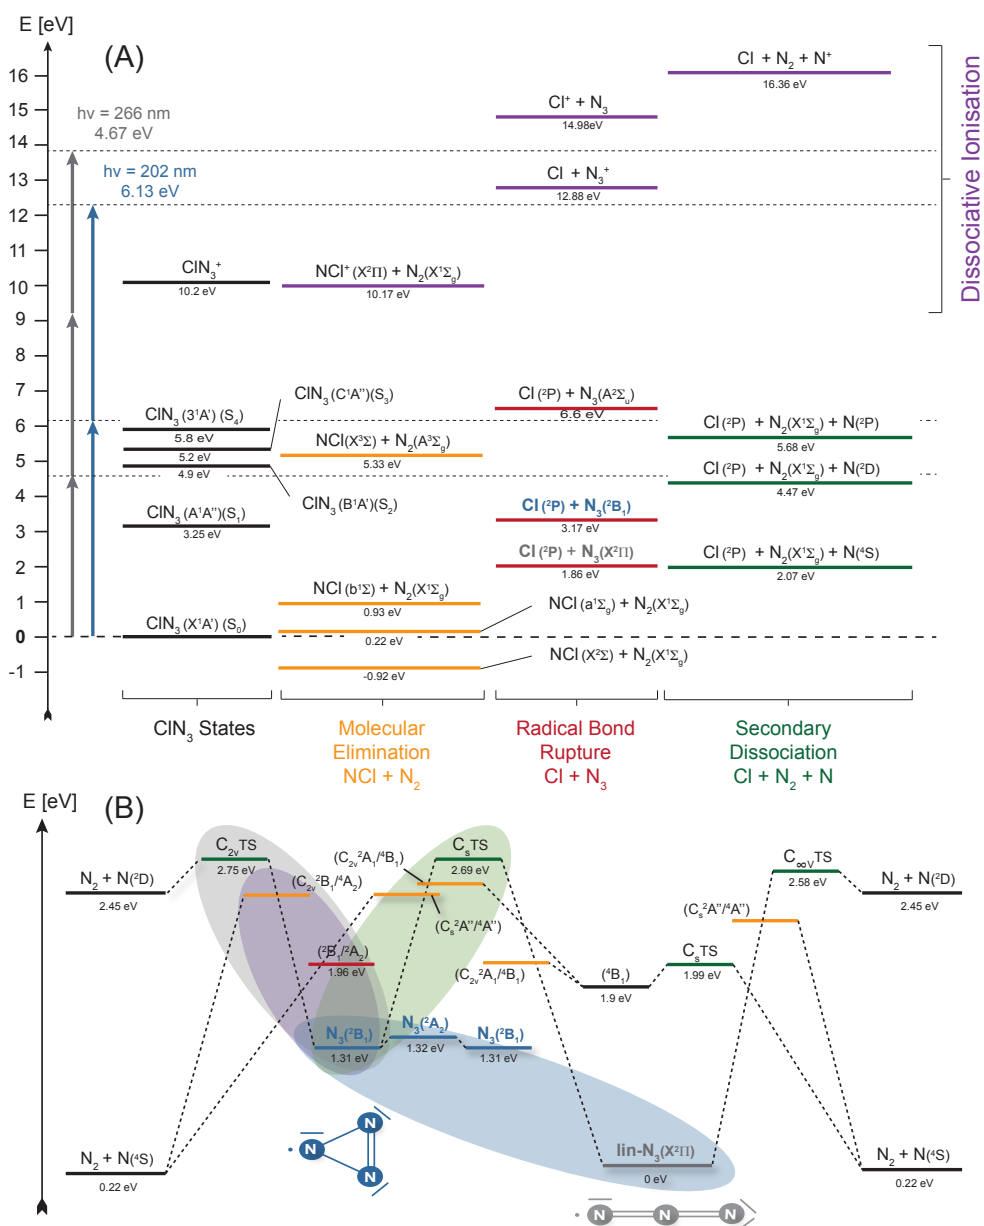 E [eV]
(A)
16
15
14
13
12
11
10
9
8
7
6
5
4
3
2
1
0
-1
hν = 266 nm
4.67 eV
hν = 202 nm
6.13 eV
Cl + N₂ + N⁺
16.36 eV
Cl⁺ + N₃
14.98eV
Cl + N₃⁺
12.88 eV
Dissociative Ionisation
ClN₃⁺
10.2 eV
NCl⁺(X²Π) + N₂(X¹Σg)
10.17 eV
ClN₃(C¹A'')(S₃)
Cl(²P) + N₃(A²Σu)
6.6 eV
ClN₃(3¹A')(S₄)
5.8 eV
5.2 eV
4.9 eV
NCl(X³Σ) + N₂(A³Σg)
5.33 eV
Cl(²P) + N₂(X¹Σg) + N(²P)
5.68 eV
Cl(²P) + N₂(X¹Σg) + N(²D)
4.47 eV
ClN₃(B¹A')(S₂)
ClN₃(A¹A'')(S₁)
3.25 eV
Cl(²P) + N₃(²B₁)
3.17 eV
Cl(²P) + N₃(X²Π)
1.86 eV
Cl(²P) + N₂(X¹Σg) + N(⁴S)
2.07 eV
NCl(b¹Σ) + N₂(X¹Σg)
0.93 eV
NCl(a¹Σg) + N₂(X¹Σg)
ClN₃(X¹A')(S₀)
0.22 eV
NCl(X²Σ) + N₂(X¹Σg)
-0.92 eV
ClN₃ States
Molecular
Elimination
NCl + N₂
Radical Bond
Rupture
Cl + N₃
Secondary
Dissociation
Cl + N₂ + N
E [eV]
(B)
C₂ᵥTS
2.75 eV
(C₂ᵥ²A₁/⁴B₁)
CₛTS
2.69 eV
C∞VTS
2.58 eV
N₂ + N(²D)
2.45 eV
(C₂ᵥ²B₁/⁴A₂)
(Cₛ²A''/⁴A'')
(Cₛ²A''/⁴A'')
N₂ + N(²D)
2.45 eV
(²B₁/²A₂)
1.96 eV
(C₂ᵥ²A₁/⁴B₁)
(⁴B₁)
1.9 eV
CₛTS
1.99 eV
N₃(²B₁)
1.31 eV
N₃(²A₂)
1.32 eV
N₃(²B₁)
1.31 eV
N
N
N
N₂ + N(⁴S)
0.22 eV
lin-N₃(X²Π)
0 eV
N₂ + N(⁴S)
0.22 eV
N N N